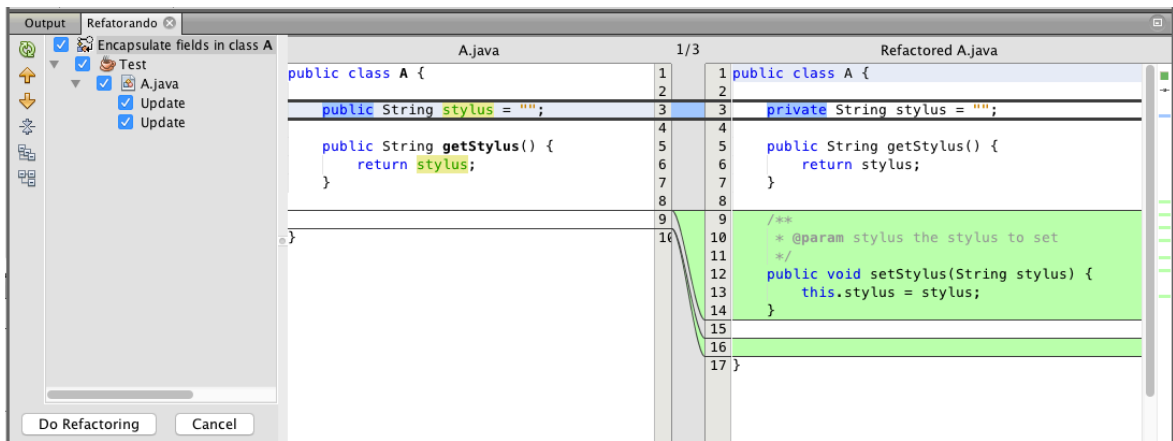 Output Refatorando
Encapsulate fields in class A
Test
A.java
Update
Update
Do Refactoring Cancel
A.java 1/3 Refactored A.java
public class A {
public String stylus = "";
public String getStylus() {
return stylus;
}
}
1
2
3
4
5
6
7
8
9
10
1 public class A {
2
3 private String stylus = "";
4
5 public String getStylus() {
6 return stylus;
7 }
8
9 /**
10 * @param stylus the stylus to set
11 */
12 public void setStylus(String stylus) {
13 this.stylus = stylus;
14 }
15
16
17 }